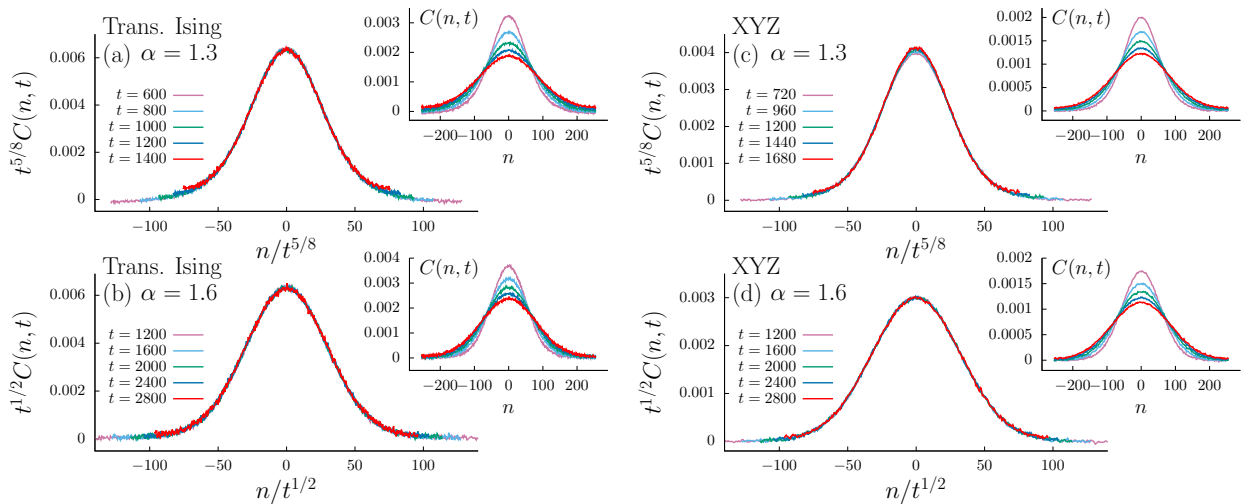 Trans. Ising
(a) α = 1.3
t^{5/8}C(n, t)
0.006
0.004
0.002
0
t = 600
t = 800
t = 1000
t = 1200
t = 1400
−100
−50
0
50
100
n/t^{5/8}
C(n, t)
0.003
0.002
0.001
0
−200
−100
0
100
200
n
XYZ
(c) α = 1.3
t^{5/8}C(n, t)
0.004
0.003
0.002
0.001
0
t = 720
t = 960
t = 1200
t = 1440
t = 1680
−100
−50
0
50
100
n/t^{5/8}
C(n, t)
0.002
0.0015
0.001
0.0005
0
−200
−100
0
100
200
n
Trans. Ising
(b) α = 1.6
t^{1/2}C(n, t)
0.006
0.004
0.002
0
t = 1200
t = 1600
t = 2000
t = 2400
t = 2800
−100
−50
0
50
100
n/t^{1/2}
C(n, t)
0.004
0.003
0.002
0.001
0
−200
−100
0
100
200
n
XYZ
(d) α = 1.6
t^{1/2}C(n, t)
0.003
0.002
0.001
0
t = 1200
t = 1600
t = 2000
t = 2400
t = 2800
−100
−50
0
50
100
n/t^{1/2}
C(n, t)
0.002
0.0015
0.001
0.0005
0
−200
−100
0
100
200
n